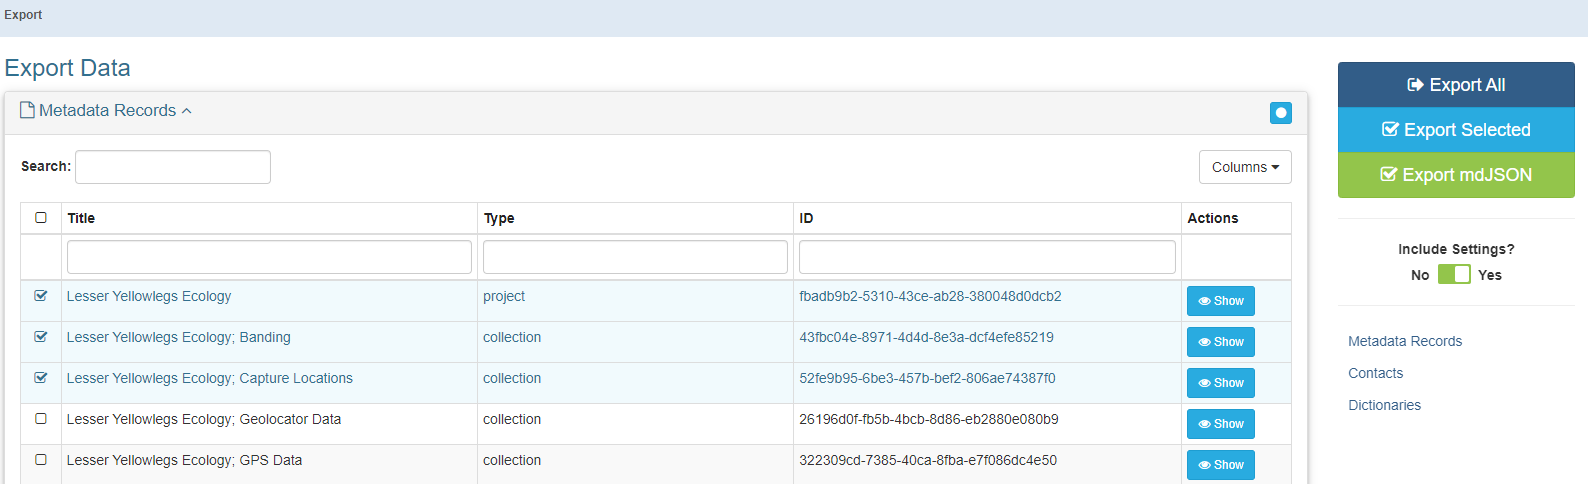 Export
Export Data
Metadata Records
Search:
Columns
Title Type ID Actions
Lesser Yellowlegs Ecology project fbadb9b2-5310-43ce-ab28-380048d0dcb2 Show
Lesser Yellowlegs Ecology; Banding collection 43fbc04e-8971-4d4d-8e3a-dcf4efe85219 Show
Lesser Yellowlegs Ecology; Capture Locations collection 52fe9b95-6be3-457b-bef2-806ae74387f0 Show
Lesser Yellowlegs Ecology; Geolocator Data collection 26196d0f-fb5b-4bcb-8d86-eb2880e080b9 Show
Lesser Yellowlegs Ecology; GPS Data collection 322309cd-7385-40ca-8fba-e7f086dc4e50 Show
Export All
Export Selected
Export mdJSON
Include Settings?
No Yes
Metadata Records
Contacts
Dictionaries